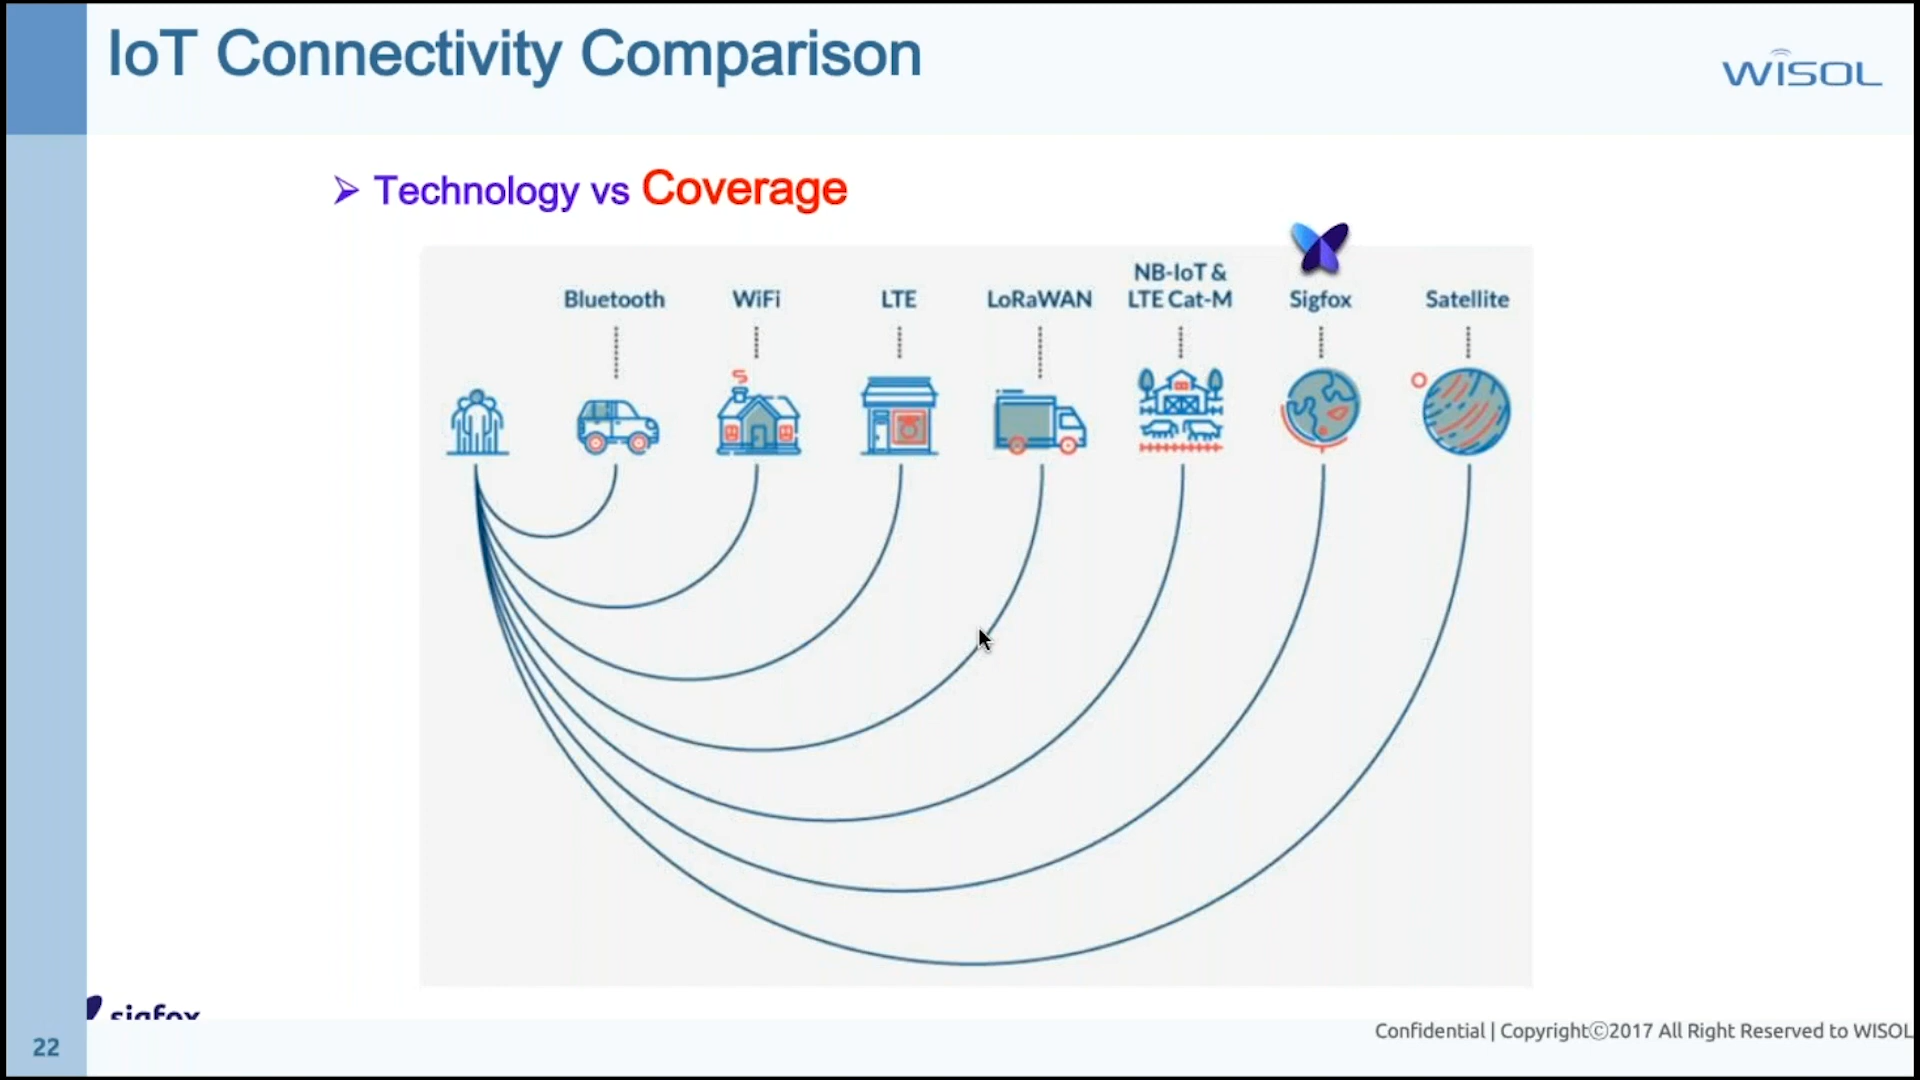 IoT Connectivity Comparison
WISOL
Technology vs Coverage
Bluetooth
WiFi
LTE
LoRaWAN
NB-IoT &
LTE Cat-M
Sigfox
Satellite
sigfox
22
Confidential | Copyrightⓒ2017 All Right Reserved to WISOL